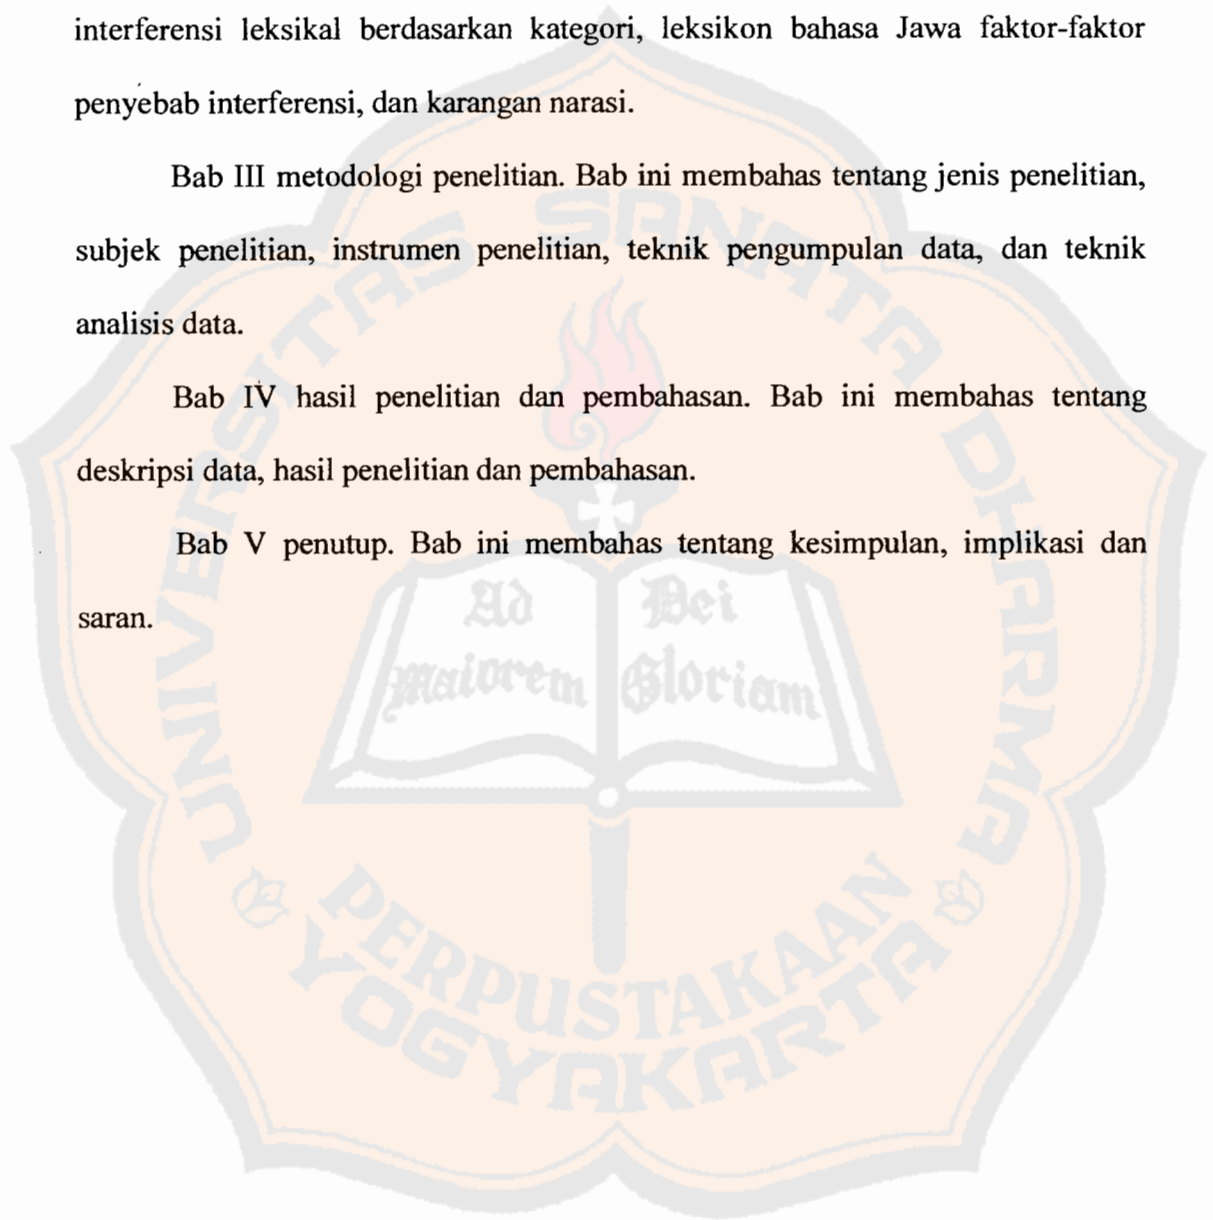 interferensi leksikal berdasarkan kategori, leksikon bahasa Jawa faktor-faktor
penyebab interferensi, dan karangan narasi.
Bab III metodologi penelitian. Bab ini membahas tentang jenis penelitian,
subjek penelitian, instrumen penelitian, teknik pengumpulan data, dan teknik
analisis data.
Bab IV hasil penelitian dan pembahasan. Bab ini membahas tentang
deskripsi data, hasil penelitian dan pembahasan.
Bab V penutup. Bab ini membahas tentang kesimpulan, implikasi dan
saran.
UNIVERSITAS SANATA DHARMA
Ad
Maiorem
Dei
Gloriam
PERPUSTAKAAN
YOGYAKARTA